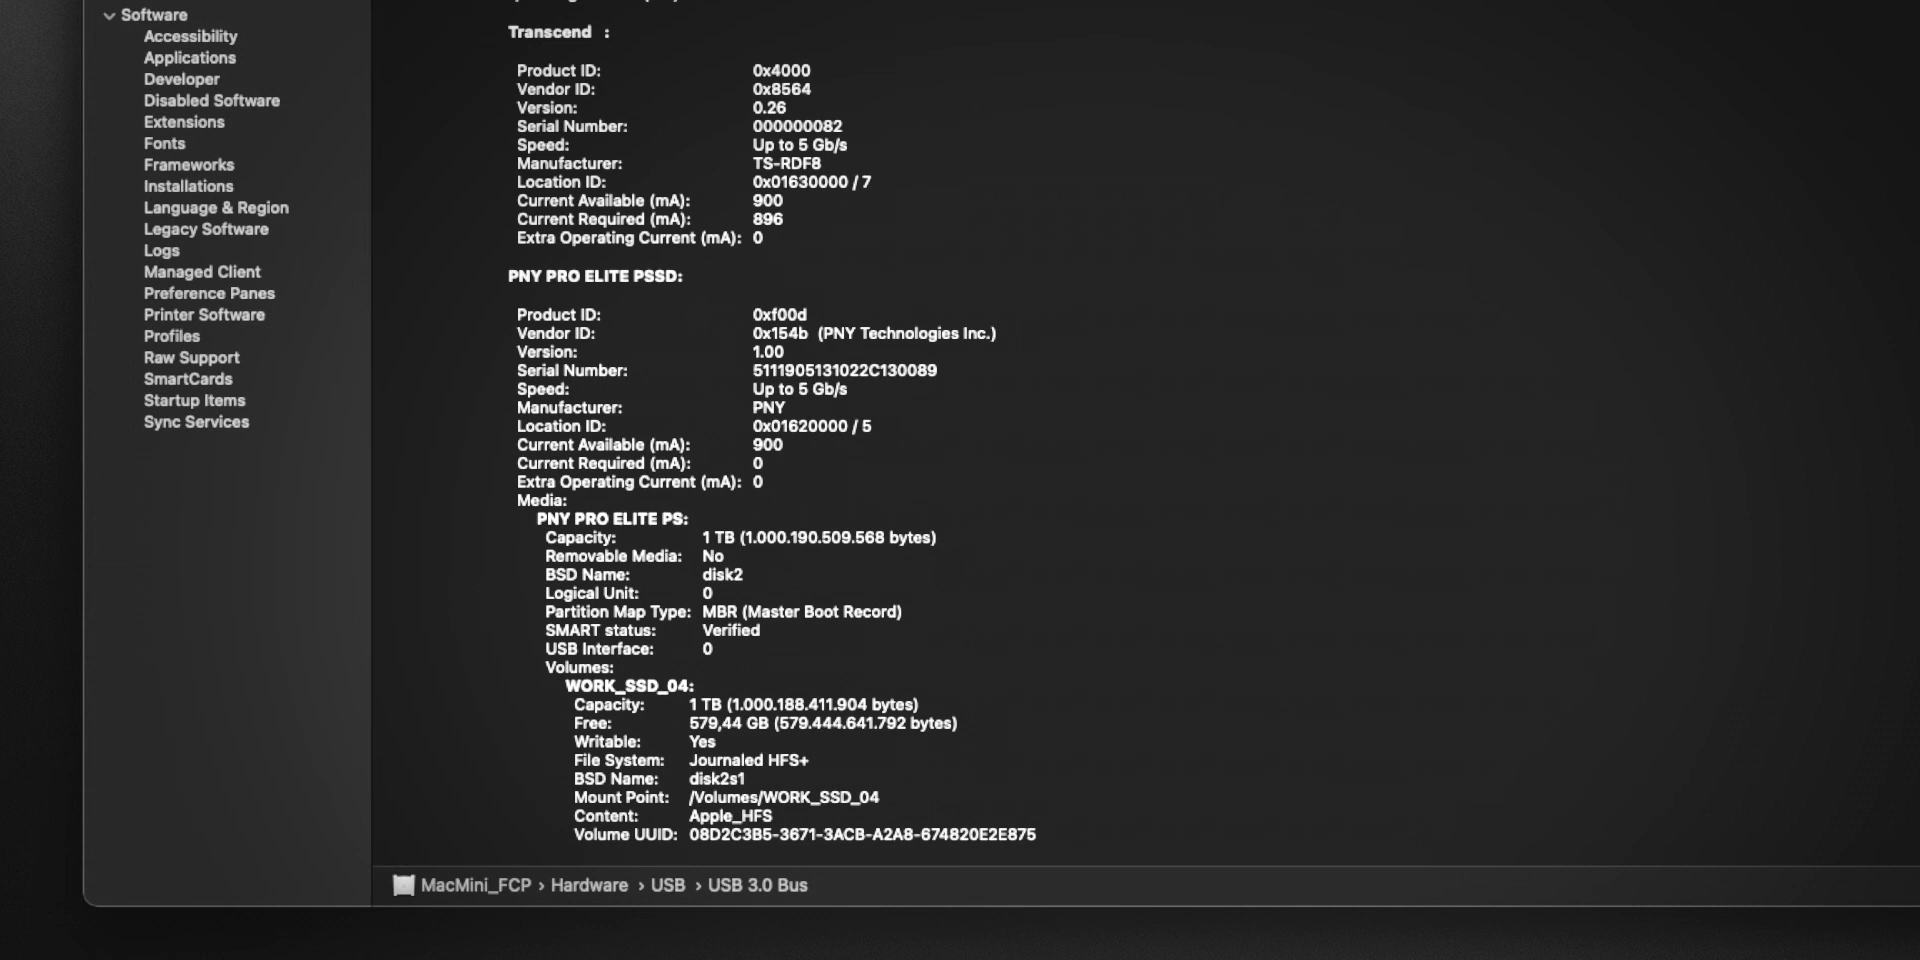 Software
Accessibility
Applications
Developer
Disabled Software
Extensions
Fonts
Frameworks
Installations
Language & Region
Legacy Software
Logs
Managed Client
Preference Panes
Printer Software
Profiles
Raw Support
SmartCards
Startup Items
Sync Services
Transcend :
Product ID: 0x4000
Vendor ID: 0x8564
Version: 0.26
Serial Number: 000000082
Speed: Up to 5 Gb/s
Manufacturer: TS-RDF8
Location ID: 0x01630000 / 7
Current Available (mA): 900
Current Required (mA): 896
Extra Operating Current (mA): 0
PNY PRO ELITE PSSD:
Product ID: 0xf00d
Vendor ID: 0x154b (PNY Technologies Inc.)
Version: 1.00
Serial Number: 5111905131022C130089
Speed: Up to 5 Gb/s
Manufacturer: PNY
Location ID: 0x01620000 / 5
Current Available (mA): 900
Current Required (mA): 0
Extra Operating Current (mA): 0
Media:
PNY PRO ELITE PS:
Capacity: 1 TB (1.000.190.509.568 bytes)
Removable Media: No
BSD Name: disk2
Logical Unit: 0
Partition Map Type: MBR (Master Boot Record)
SMART status: Verified
USB Interface: 0
Volumes:
WORK_SSD_04:
Capacity: 1 TB (1.000.188.411.904 bytes)
Free: 579,44 GB (579.444.641.792 bytes)
Writable: Yes
File System: Journaled HFS+
BSD Name: disk2s1
Mount Point: /Volumes/WORK_SSD_04
Content: Apple_HFS
Volume UUID: 08D2C3B5-3671-3ACB-A2A8-674820E2E875
MacMini_FCP › Hardware › USB › USB 3.0 Bus